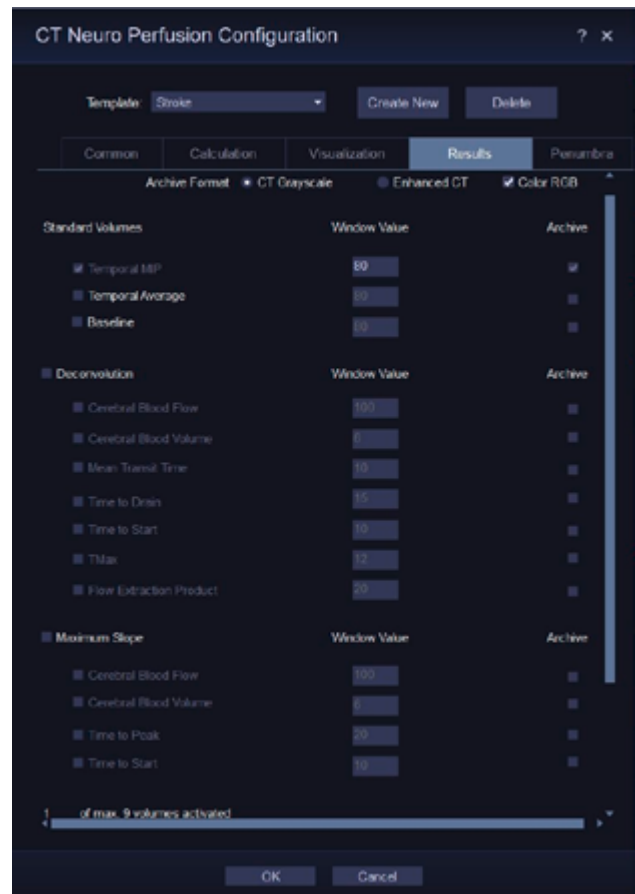 CT Neuro Perfusion Configuration ? ×
Template: Stroke Create New Delete
Common Calculation Visualization Results Penumbra
Archive Format CT Grayscale Enhanced CT Color RGB
Standard Volumes Window Value Archive
Temporal MIP 80
Temporal Average 80
Baseline 80
Deconvolution Window Value Archive
Cerebral Blood Flow 100
Cerebral Blood Volume 6
Mean Transit Time 10
Time to Drain 15
Time to Start 10
TMax 12
Flow Extraction Product 20
Maximum Slope Window Value Archive
Cerebral Blood Flow 100
Cerebral Blood Volume 6
Time to Peak 20
Time to Start 10
1 of max. 9 volumes activated
OK Cancel